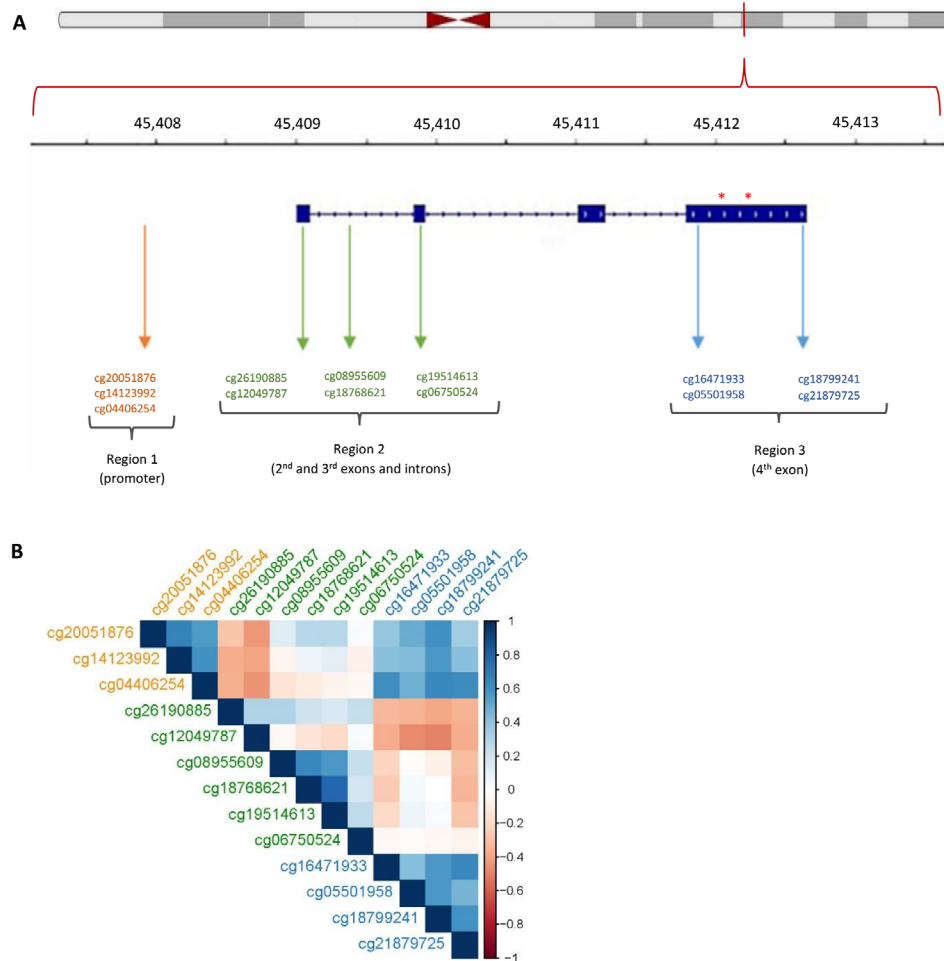 A
45,408 45,409 45,410 45,411 45,412 45,413
* *
cg20051876
cg14123992
cg04406254
cg26190885
cg12049787
cg08955609
cg18768621
cg19514613
cg06750524
cg16471933
cg05501958
cg18799241
cg21879725
Region 1
(promoter)
Region 2
(2nd and 3rd exons and introns)
Region 3
(4th exon)
B
cg20051876
cg14123992
cg04406254
cg26190885
cg12049787
cg08955609
cg18768621
cg19514613
cg06750524
cg16471933
cg05501958
cg18799241
cg21879725
cg20051876
cg14123992
cg04406254
cg26190885
cg12049787
cg08955609
cg18768621
cg19514613
cg06750524
cg16471933
cg05501958
cg18799241
cg21879725
1
0.8
0.6
0.4
0.2
0
−0.2
−0.4
−0.6
−0.8
−1